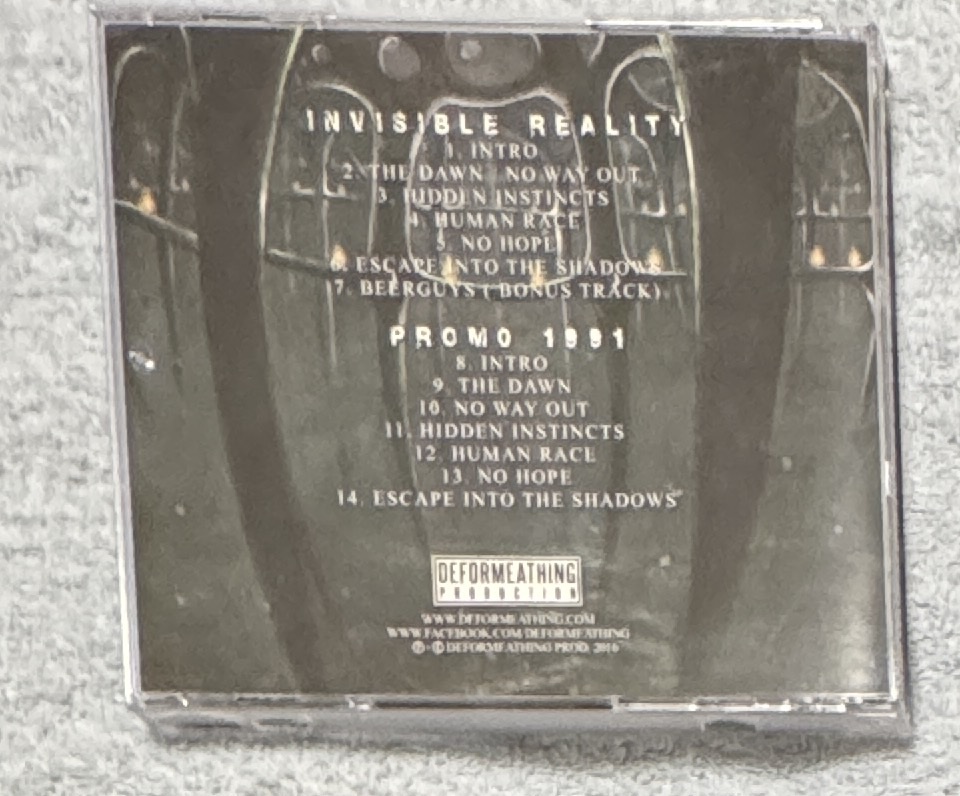 INVISIBLE REALITY
1. INTRO
2. THE DAWN NO WAY OUT
3. HIDDEN INSTINCTS
4. HUMAN RACE
5. NO HOPE
6. ESCAPE INTO THE SHADOWS
7. BEERGUYS ( BONUS TRACK)
PROMO 1991
8. INTRO
9. THE DAWN
10. NO WAY OUT
11. HIDDEN INSTINCTS
12. HUMAN RACE
13. NO HOPE
14. ESCAPE INTO THE SHADOWS
DEFORMEATHING
PRODUCTION
WWW.DEFORMEATHING.COM
WWW.FACEBOOK.COM/DEFORMEATHING
℗ © DEFORMEATHING PROD. 2016